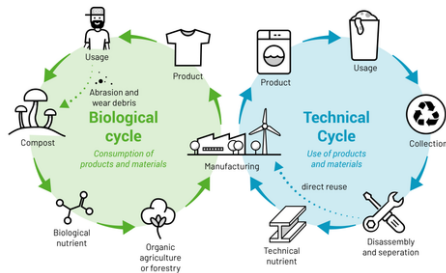 Usage
Product
Abrasion and
wear debris
Biological
cycle
Consumption of
products and materials
Compost
Biological
nutrient
Organic
agriculture
or forestry
Manufacturing
Product
Usage
Technical
Cycle
Use of products
and materials
Collection
direct reuse
Technical
nutrient
Disassembly
and seperation